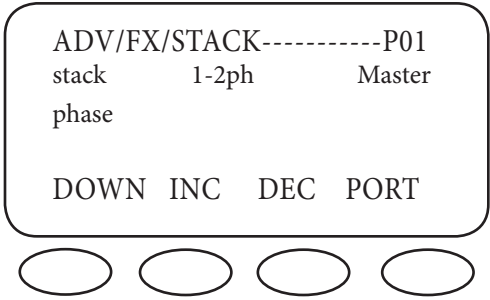 ADV/FX/STACK-----------P01
stack 1-2ph Master
phase
DOWN INC DEC PORT